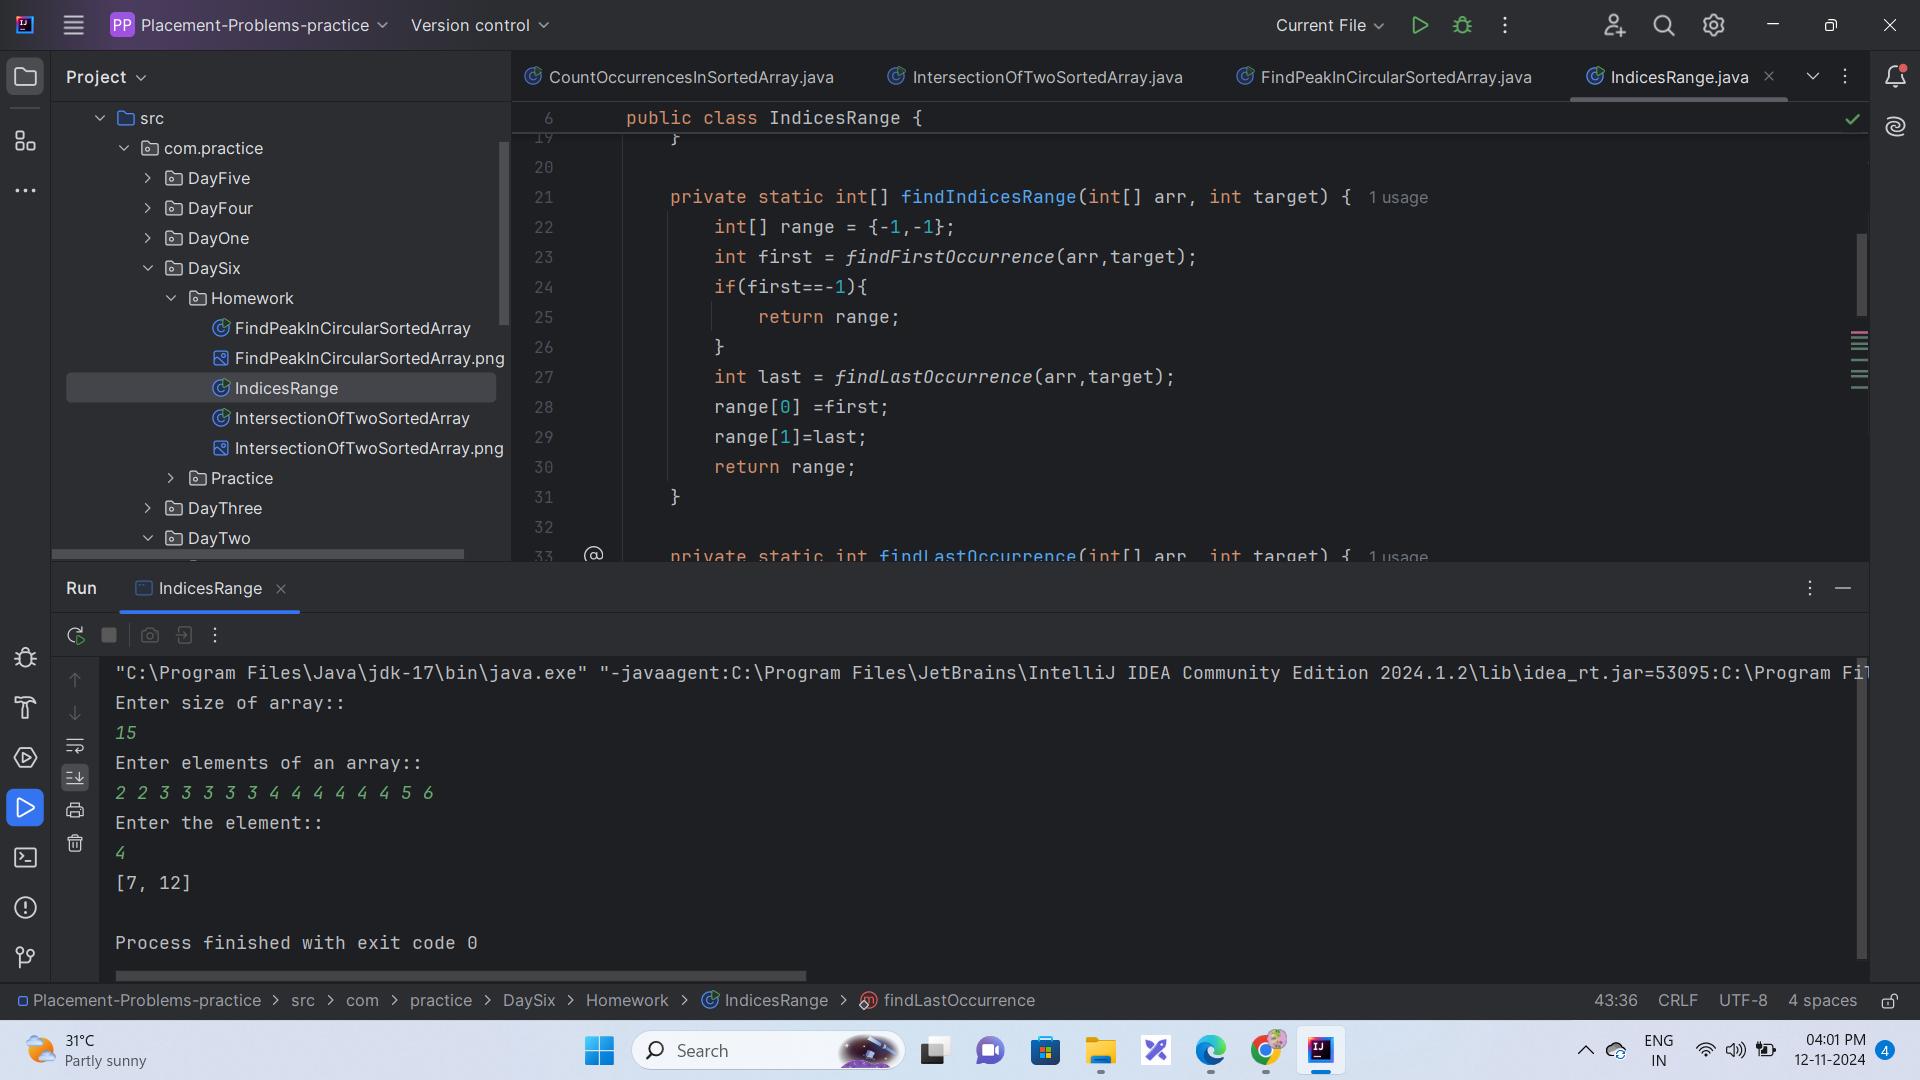 PP Placement-Problems-practice Version control Current File
Project
CountOccurrencesInSortedArray.java IntersectionOfTwoSortedArray.java FindPeakInCircularSortedArray.java IndicesRange.java
src
com.practice
DayFive
DayFour
DayOne
DaySix
Homework
FindPeakInCircularSortedArray
FindPeakInCircularSortedArray.png
IndicesRange
IntersectionOfTwoSortedArray
IntersectionOfTwoSortedArray.png
Practice
DayThree
DayTwo
6 public class IndicesRange {
19 }
20
21 private static int[] findIndicesRange(int[] arr, int target) { 1 usage
22 int[] range = {-1,-1};
23 int first = findFirstOccurrence(arr,target);
24 if(first==-1){
25 return range;
26 }
27 int last = findLastOccurrence(arr,target);
28 range[0] =first;
29 range[1]=last;
30 return range;
31 }
32
33 @ private static int findLastOccurrence(int[] arr, int target) { 1 usage
Run IndicesRange
"C:\Program Files\Java\jdk-17\bin\java.exe" "-javaagent:C:\Program Files\JetBrains\IntelliJ IDEA Community Edition 2024.1.2\lib\idea_rt.jar=53095:C:\Program Fil
Enter size of array::
15
Enter elements of an array::
2 2 3 3 3 3 3 4 4 4 4 4 4 5 6
Enter the element::
4
[7, 12]
Process finished with exit code 0
Placement-Problems-practice > src > com > practice > DaySix > Homework > IndicesRange > findLastOccurrence 43:36 CRLF UTF-8 4 spaces
31°C
Partly sunny
Search
ENG
IN
04:01 PM
12-11-2024
4